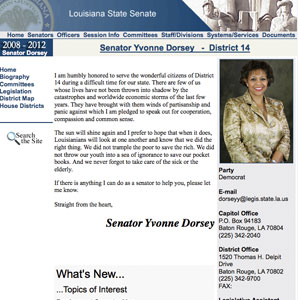 Louisiana State Senate
Home Senators Officers Session Info Committees Staff/Divisions Systems/Services Documents
2008 - 2012
Senator Dorsey
Senator Yvonne Dorsey - District 14
Home
Biography
Committees
Legislation
District Map
House Districts
Search
the Site
I am humbly honored to serve the wonderful citizens of District
14 during a difficult time for our state. There are few of us
whose lives have not been thrown into shadow by the
catastrophes and worldwide economic storms of the last few
years. They have brought with them winds of partisanship and
panic against which I am pledged to speak out for cooperation,
compassion and common sense.
The sun will shine again and I prefer to hope that when it does,
Louisianians will look at one another and know that we did the
right thing. We did not trample the poor to save the rich. We did
not throw our youth into a sea of ignorance to save our pocket
books. And we never forgot to take care of the sick or the
elderly.
If there is anything I can do as a senator to help you, please let
me know.
Straight from the heart,
Senator Yvonne Dorsey
What's New...
...Topics of Interest
Party
Democrat
E-mail
dorseyy@legis.state.la.us
Capitol Office
P.O. Box 94183
Baton Rouge, LA 70804
(225) 342-2040
District Office
1520 Thomas H. Delpit
Drive
Baton Rouge, LA 70802
(225) 342-9700
FAX: